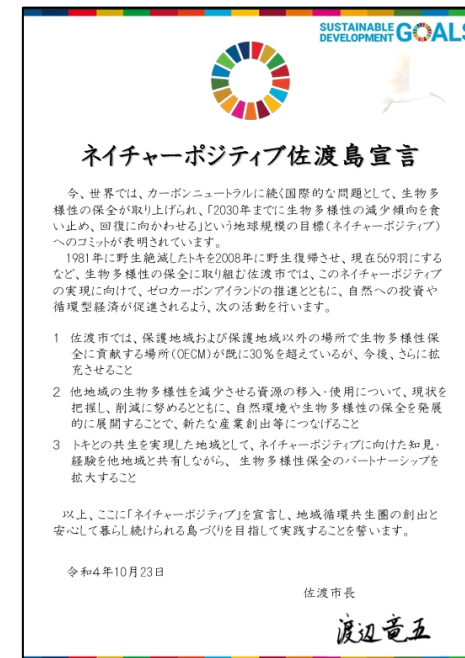 SUSTAINABLE
DEVELOPMENT GOALS
ネイチャーポジティブ佐渡島宣言
今、世界では、カーボンニュートラルに続く国際的な問題として、生物多
様性の保全が取り上げられ、「2030年までに生物多様性の減少傾向を食
い止め、回復に向かわせる」という地球規模の目標(ネイチャーポジティブ)
へのコミットが表明されています。
1981年に野生絶滅したトキを2008年に野生復帰させ、現在569羽にする
など、生物多様性の保全に取り組む佐渡市では、このネイチャーポジティブ
の実現に向けて、ゼロカーボンアイランドの推進とともに、自然への投資や
循環型経済が促進されるよう、次の活動を行います。
1 佐渡市では、保護地域および保護地域以外の場所で生物多様性保
全に貢献する場所(OECM)が既に30%を超えているが、今後、さらに拡
充させること
2 他地域の生物多様性を減少させる資源の移入・使用について、現状を
把握し、削減に努めるとともに、自然環境や生物多様性の保全を発展
的に展開することで、新たな産業創出等につなげること
3 トキとの共生を実現した地域として、ネイチャーポジティブに向けた知見・
経験を他地域と共有しながら、生物多様性保全のパートナーシップを
拡大すること
以上、ここに「ネイチャーポジティブ」を宣言し、地域循環共生圏の創出と
安心して暮らし続けられる島づくりを目指して実践することを誓います。
令和4年10月23日
佐渡市長
渡辺竜五